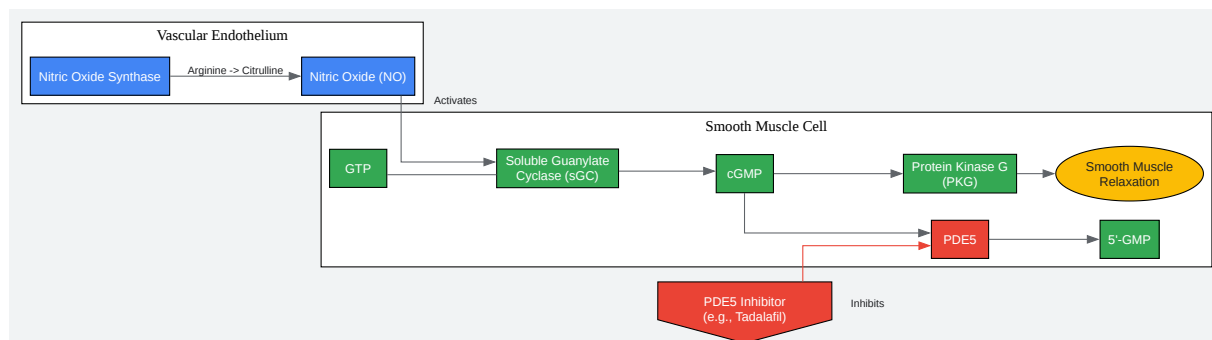 Vascular Endothelium
Nitric Oxide Synthase
Arginine -> Citrulline
Nitric Oxide (NO)
Activates
Smooth Muscle Cell
GTP
Soluble Guanylate
Cyclase (sGC)
cGMP
Protein Kinase G
(PKG)
Smooth Muscle
Relaxation
PDE5
5'-GMP
PDE5 Inhibitor
(e.g., Tadalafil)
Inhibits